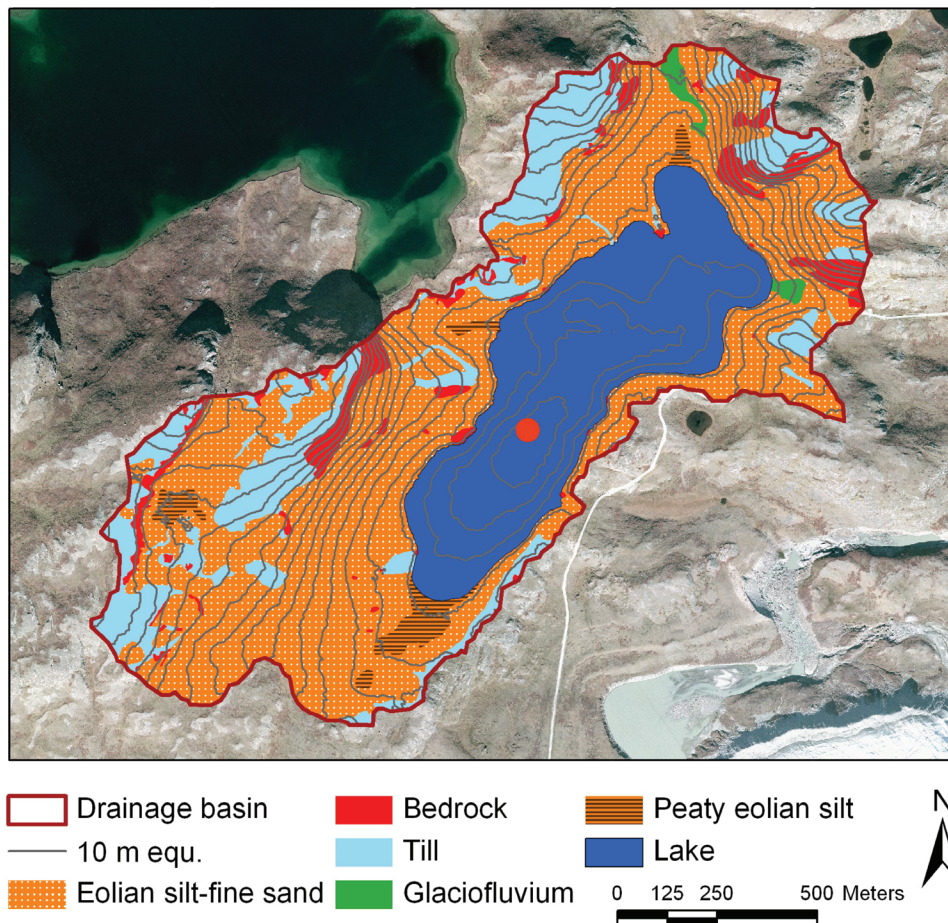 Drainage basin
Bedrock
Peaty eolian silt
N
10 m equ.
Till
Lake
Eolian silt-fine sand
Glaciofluvium
0 125 250 500 Meters